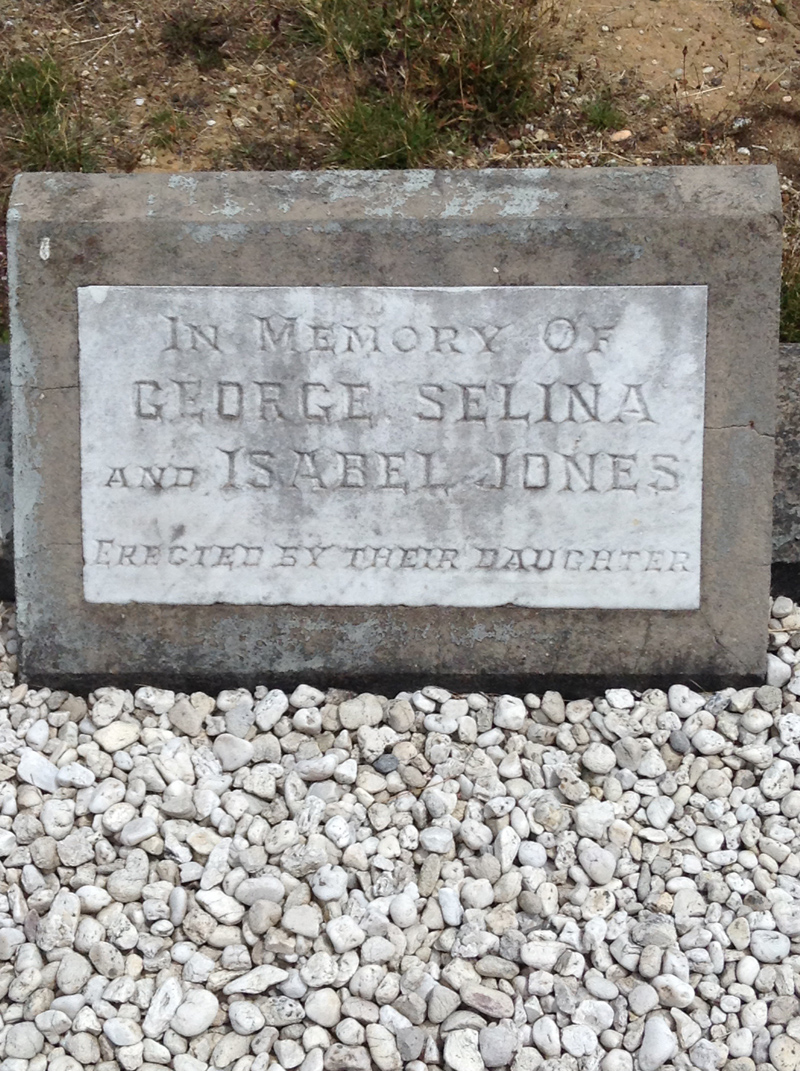 IN MEMORY OF
GEORGE SELINA
AND ISABEL JONES
ERECTED BY THEIR DAUGHTER